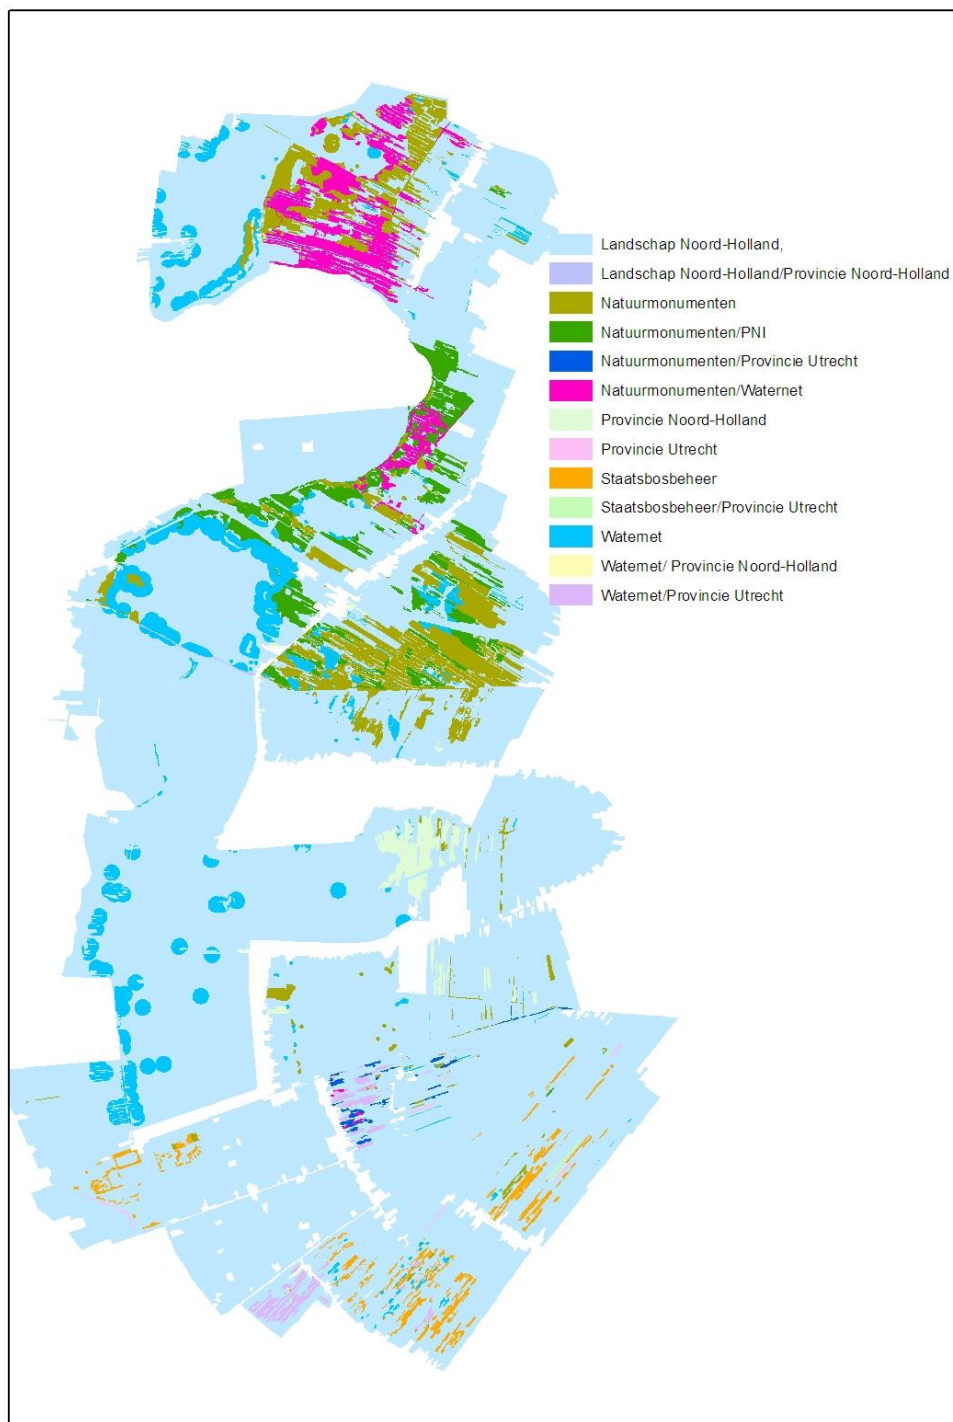 Landschap Noord-Holland,
Landschap Noord-Holland/Provincie Noord-Holland
Natuurmonumenten
Natuurmonumenten/PNI
Natuurmonumenten/Provincie Utrecht
Natuurmonumenten/Waternet
Provincie Noord-Holland
Provincie Utrecht
Staatsbosbeheer
Staatsbosbeheer/Provincie Utrecht
Waternet
Waternet/ Provincie Noord-Holland
Waternet/Provincie Utrecht